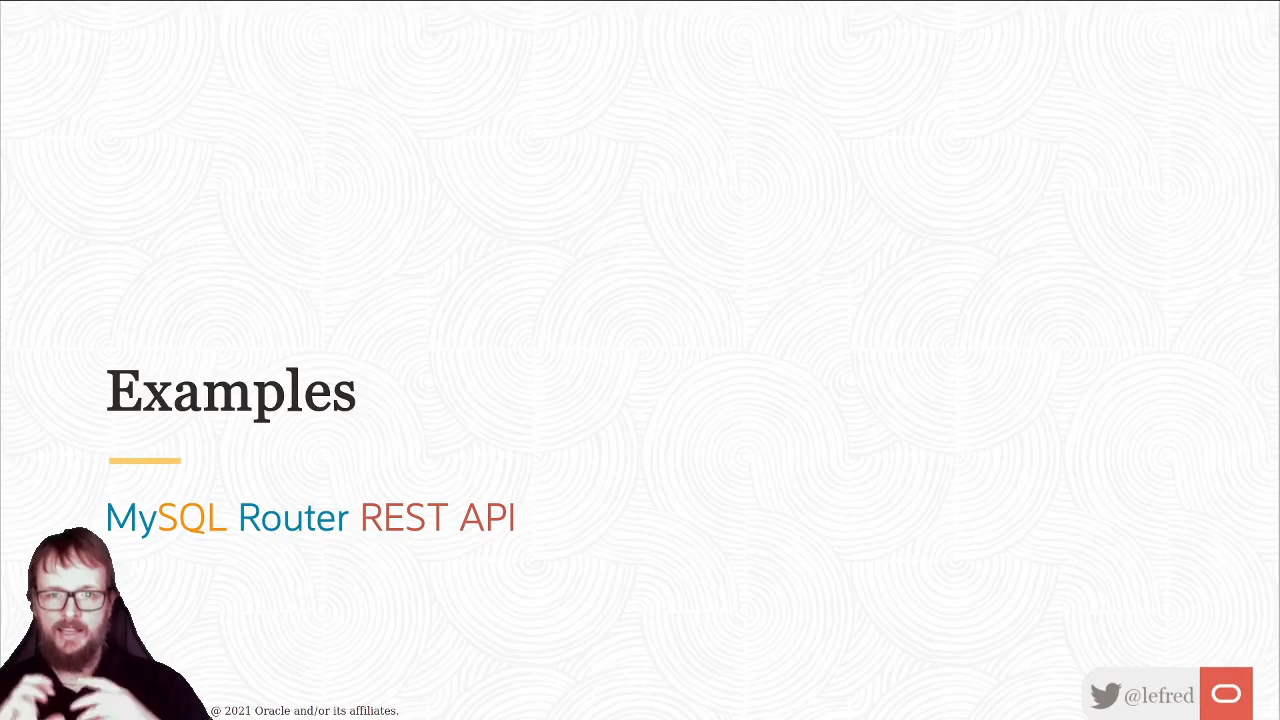 Examples
MySQL Router REST API
@ 2021 Oracle and/or its affiliates.
@lefred